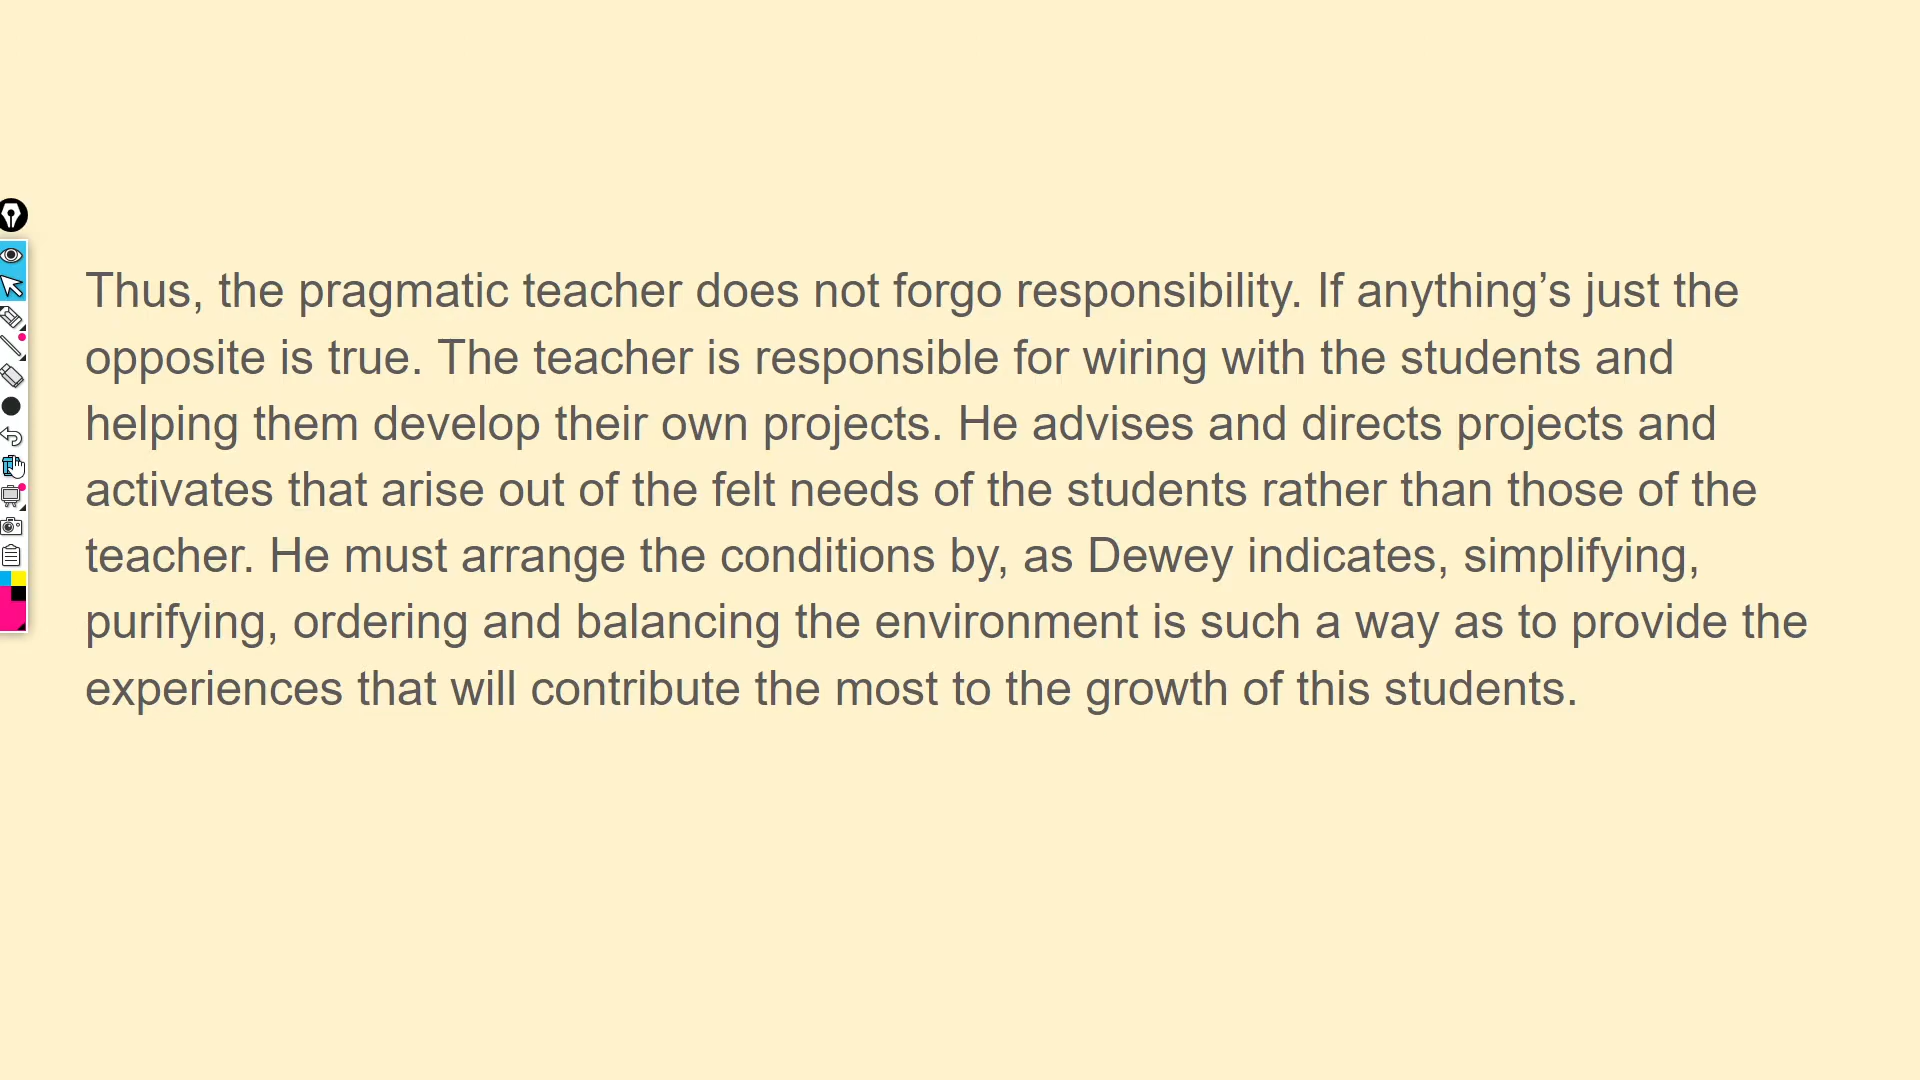 Thus, the pragmatic teacher does not forgo responsibility. If anything’s just the
opposite is true. The teacher is responsible for wiring with the students and
helping them develop their own projects. He advises and directs projects and
activates that arise out of the felt needs of the students rather than those of the
teacher. He must arrange the conditions by, as Dewey indicates, simplifying,
purifying, ordering and balancing the environment is such a way as to provide the
experiences that will contribute the most to the growth of this students.